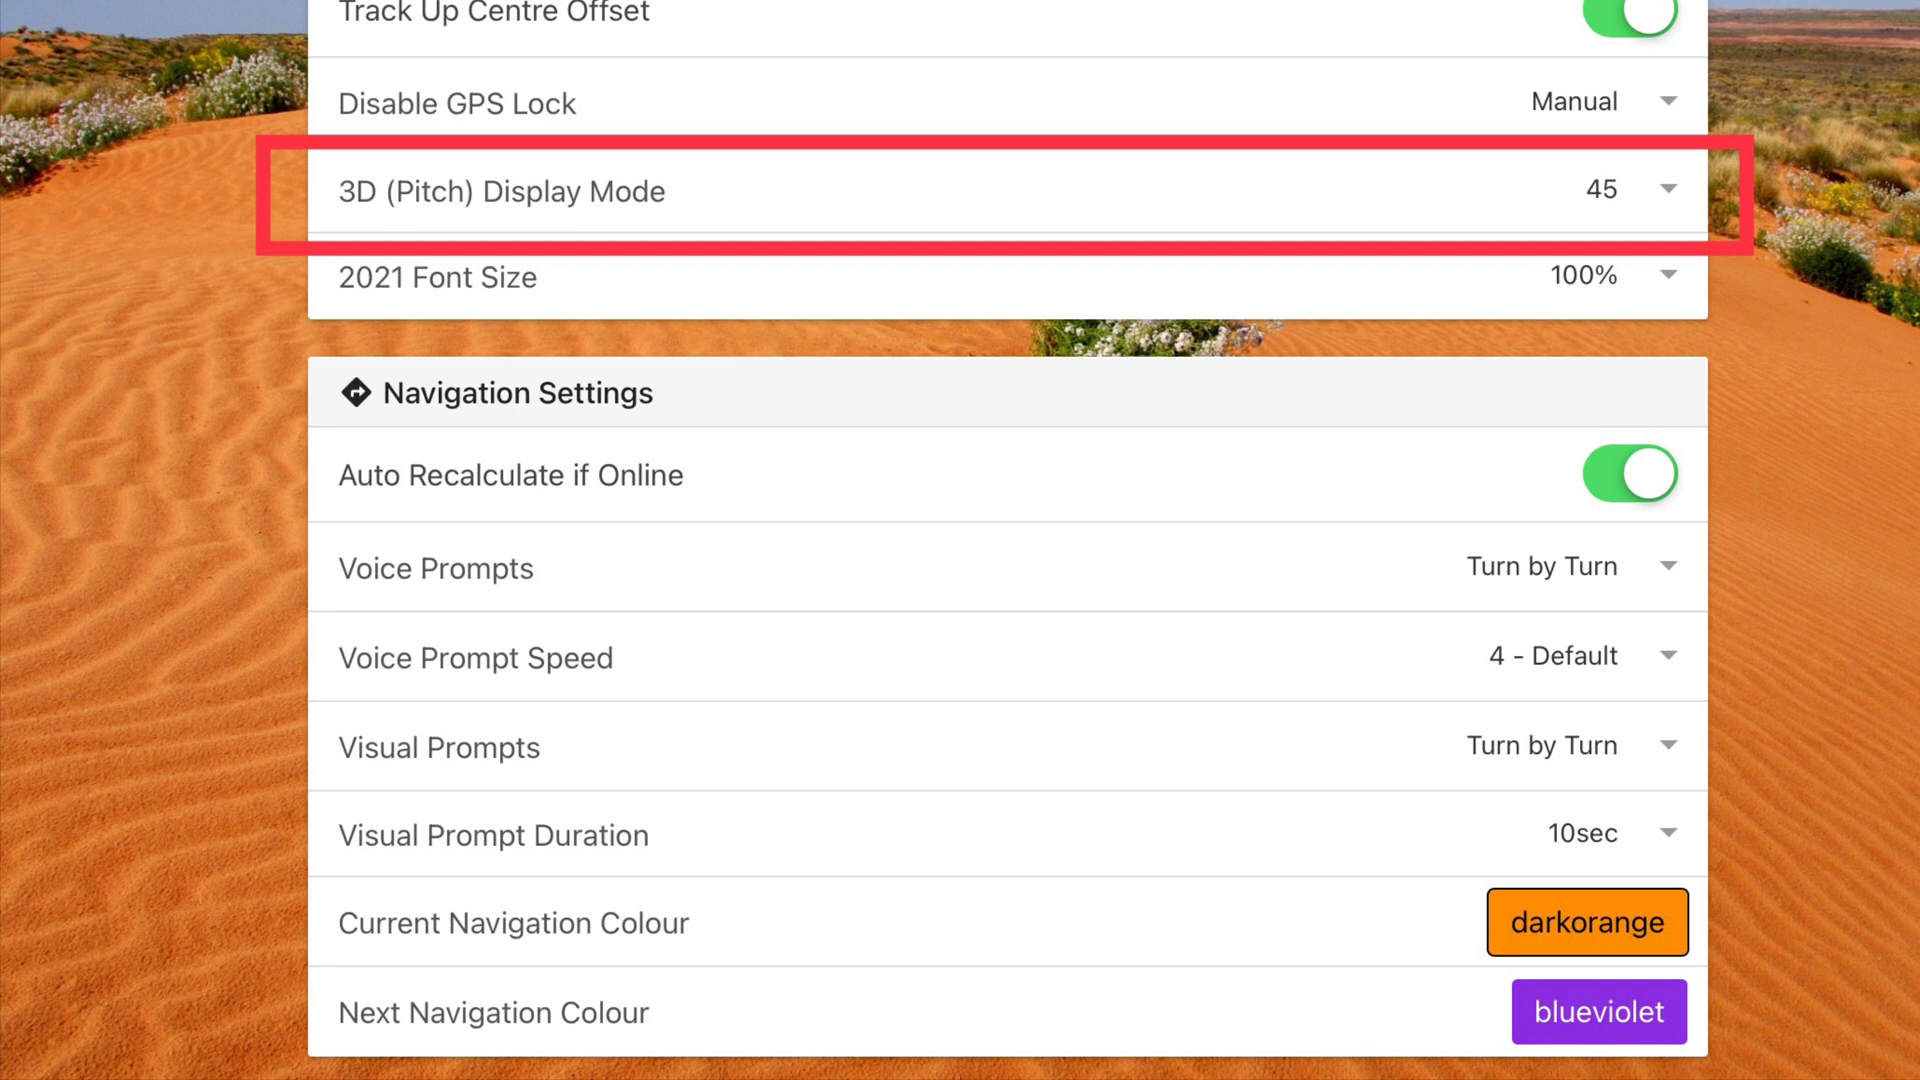 Track Up Centre Offset
Disable GPS Lock Manual
3D (Pitch) Display Mode 45
2021 Font Size 100%
Navigation Settings
Auto Recalculate if Online
Voice Prompts Turn by Turn
Voice Prompt Speed 4 - Default
Visual Prompts Turn by Turn
Visual Prompt Duration 10sec
Current Navigation Colour darkorange
Next Navigation Colour blueviolet